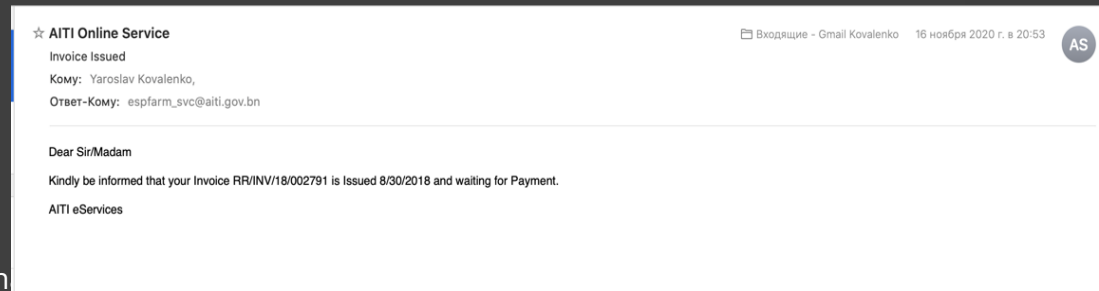 ☆ AITI Online Service
Входящие - Gmail Kovalenko 16 ноября 2020 г. в 20:53
AS
Invoice Issued
Кому: Yaroslav Kovalenko,
Ответ-Кому: espfarm_svc@aiti.gov.bn
Dear Sir/Madam
Kindly be informed that your Invoice RR/INV/18/002791 is Issued 8/30/2018 and waiting for Payment.
AITI eServices